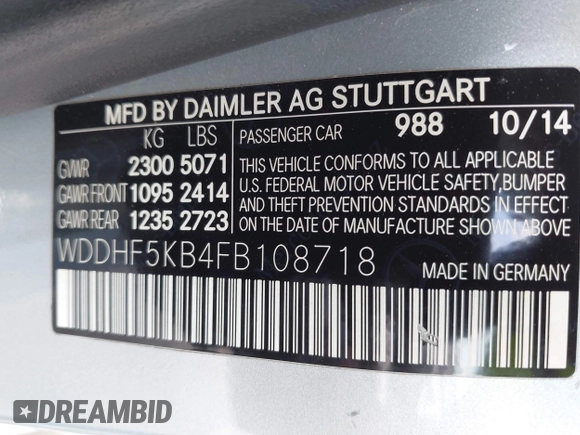 MFD BY DAIMLER AG STUTTGART
KG LBS
GVWR 2300 5071
GAWR FRONT 1095 2414
GAWR REAR 1235 2723
PASSENGER CAR 988 10/14
THIS VEHICLE CONFORMS TO ALL APPLICABLE
U.S. FEDERAL MOTOR VEHICLE SAFETY,BUMPER
AND THEFT PREVENTION STANDARDS IN EFFECT
ON THE DATE OF MANUFACTURE SHOWN ABOVE
WDDHF5KB4FB108718
MADE IN GERMANY
DREAMBID